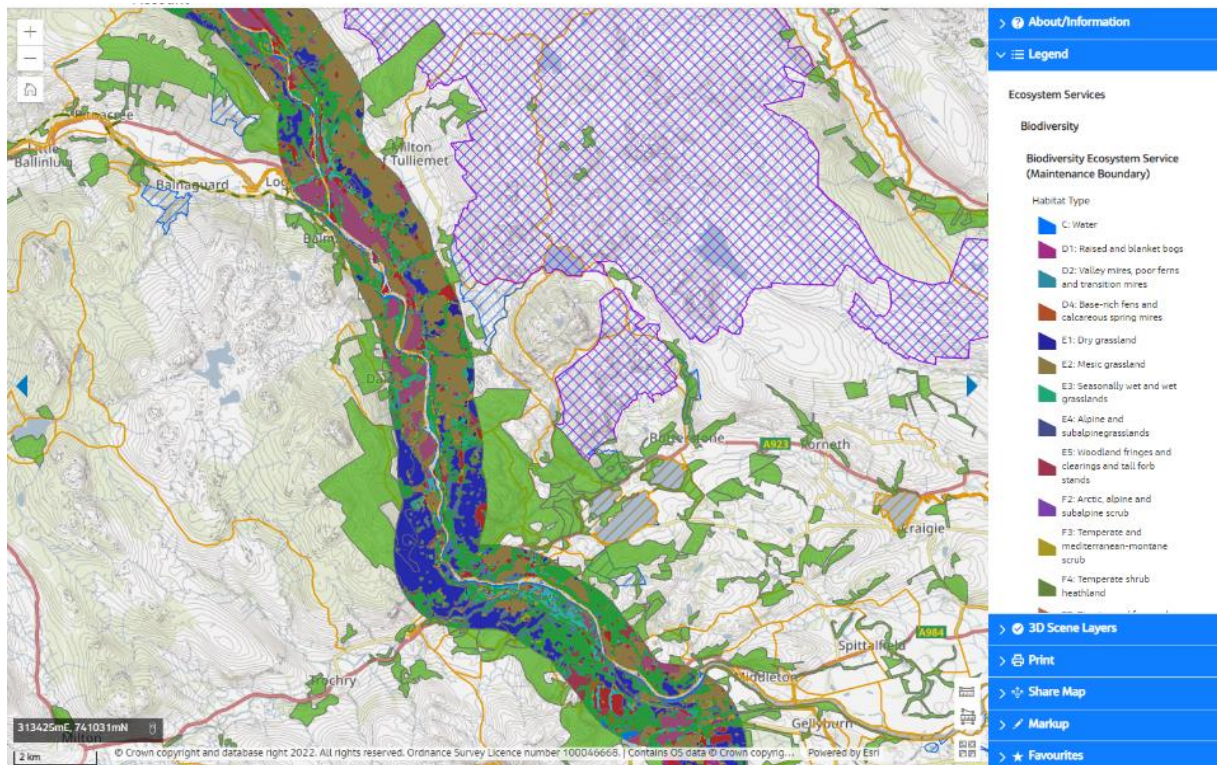 About/Information
Legend
Ecosystem Services
Biodiversity
Biodiversity Ecosystem Service
(Maintenance Boundary)
Habitat Type
C: Water
D1: Raised and blanket bogs
D2: Valley mires, poor ferns
and transition mires
D4: Base-rich fens and
calcareous spring mires
E1: Dry grassland
E2: Mesic grassland
E3: Seasonally wet and wet
grasslands
E4: Alpine and
subalpinegrasslands
E5: Woodland fringes and
clearings and tall forb
stands
F2: Arctic, alpine and
subalpine scrub
F3: Temperate and
mediterranean-montane
scrub
F4: Temperate shrub
heathland
3D Scene Layers
Print
Share Map
Markup
Favourites
Little
Ballinluig
Balnaguard
Milton
of Tulliemet
A923
Forneth
Craigie
A984
Spittalfield
Middleton
Gellyburn
Trochry
Milton
313425mE, 741031mN
2 km
© Crown copyright and database right 2022. All rights reserved. Ordnance Survey Licence number 100046668. | Contains OS data © Crown copyrig...
Powered by Esri